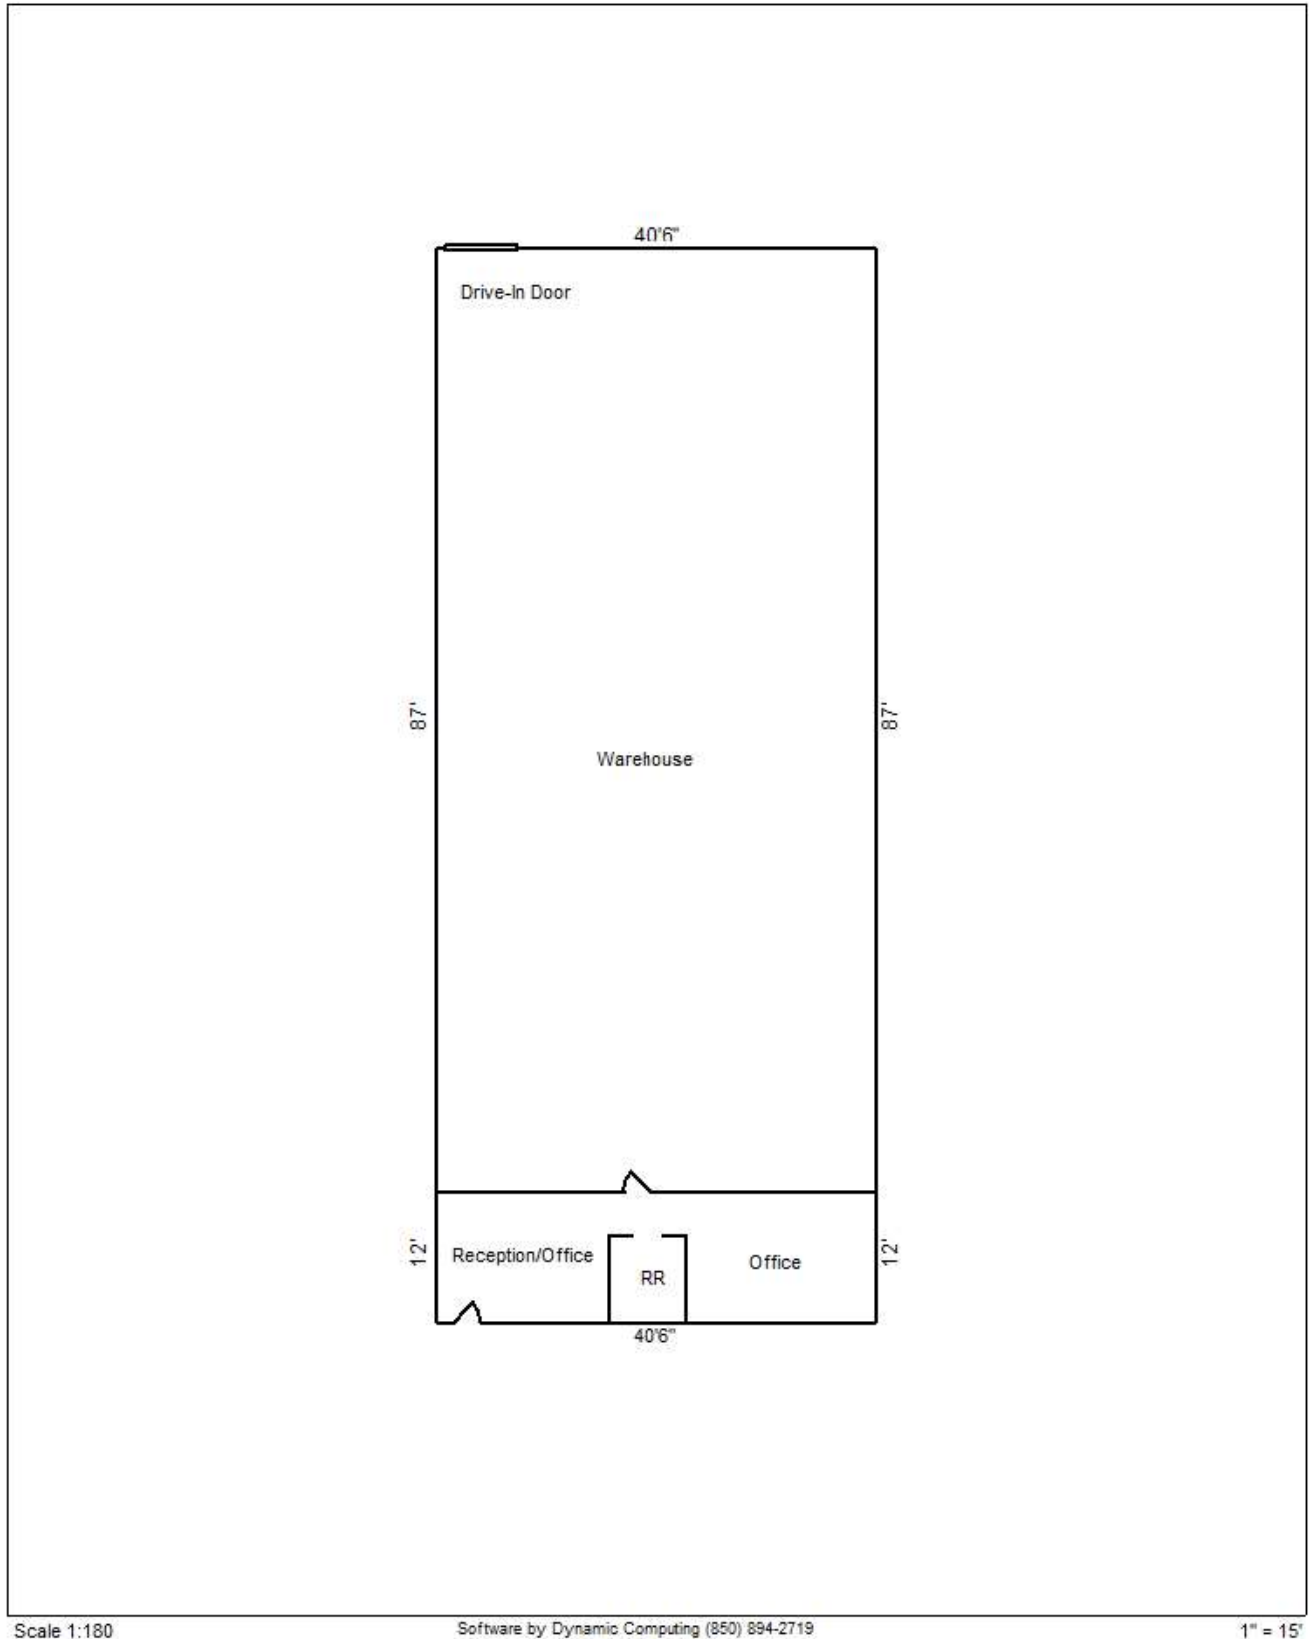 40'6"
Drive-In Door
87'
87'
Warehouse
12'
Reception/Office
RR
Office
12'
40'6"
Scale 1:180
Software by Dynamic Computing (850) 894-2719
1" = 15'